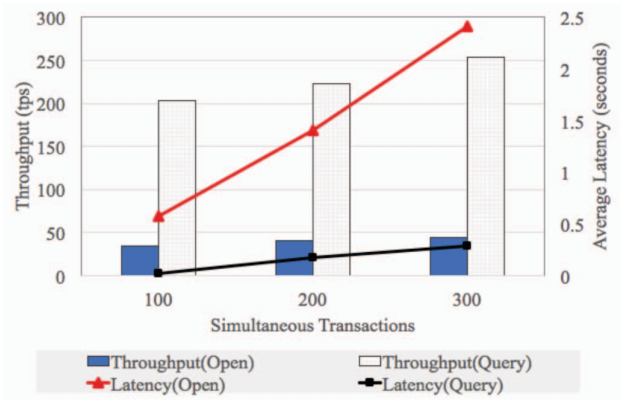 300
250
200
150
100
50
0
Throughput (tps)
2.5
2
1.5
1
0.5
0
Average Latency (seconds)
100 200 300
Simultaneous Transactions
Throughput(Open) Throughput(Query)
Latency(Open) Latency(Query)